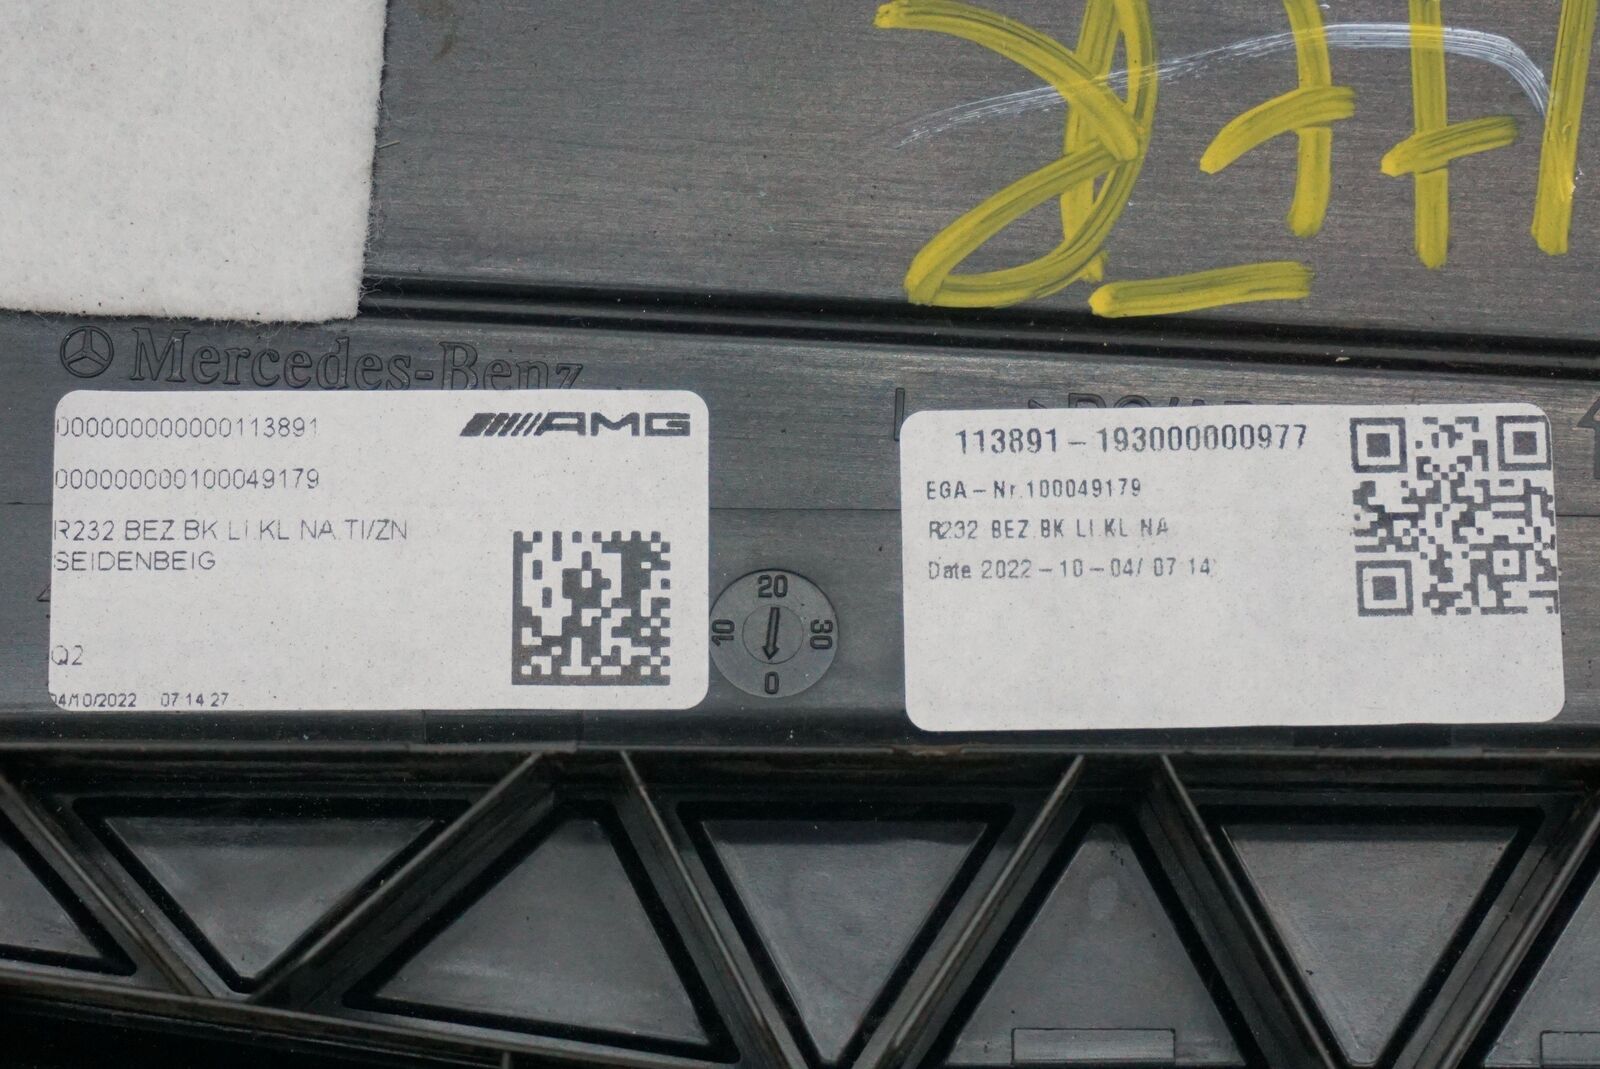 Mercedes-Benz
000000000000113891
AMG
000000000100049179
R232 BEZ.BK LI.KL NA TI/ZN
SEIDENBEIG
Q2
04/10/2022 07:14:27
20
10
30
0
113891-193000000977
EGA-Nr.100049179
R232 BEZ.BK LI.KL NA
Date 2022-10-04/ 07:14